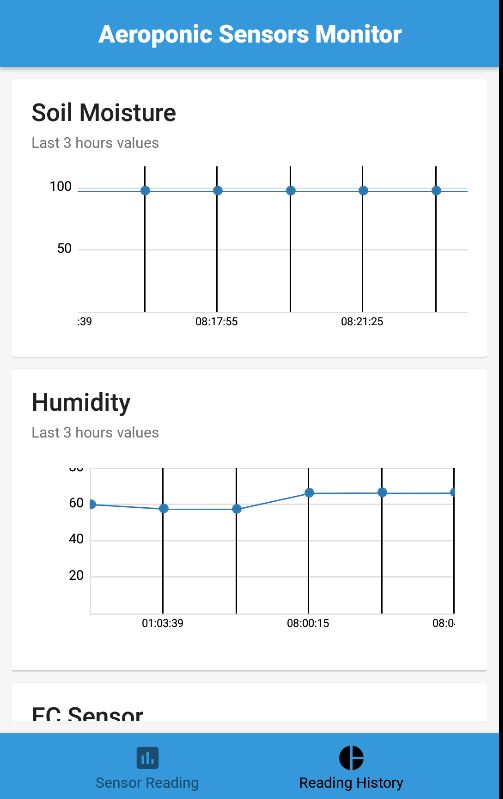 Aeroponic Sensors Monitor
Soil Moisture
Last 3 hours values
100
50
:39 08:17:55 08:21:25
Humidity
Last 3 hours values
80
60
40
20
01:03:39 08:00:15 08:0
EC Sensor
Sensor Reading Reading History